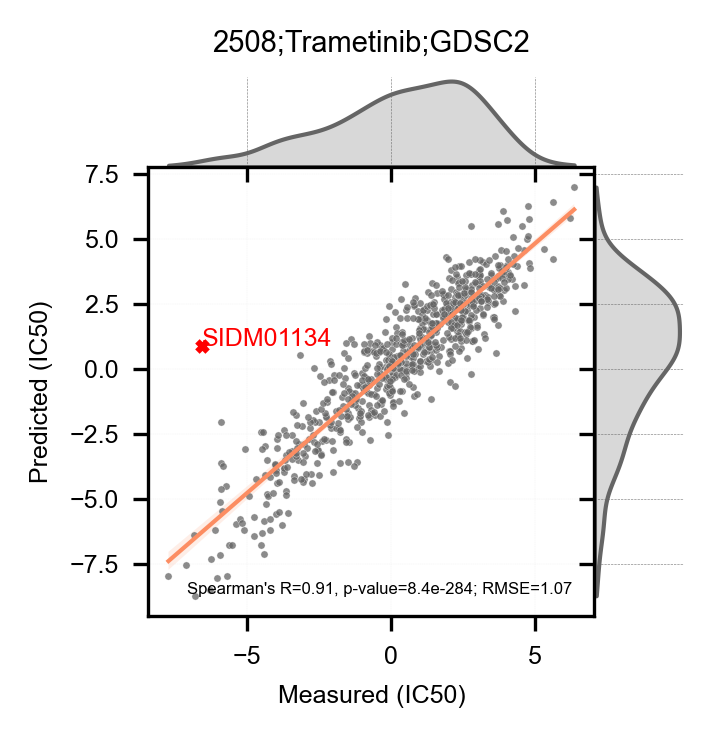 2508;Trametinib;GDSC2
7.5
5.0
2.5
0.0
−2.5
−5.0
−7.5
Predicted (IC50)
SIDM01134
Spearman's R=0.91, p-value=8.4e-284; RMSE=1.07
−5
0
5
Measured (IC50)